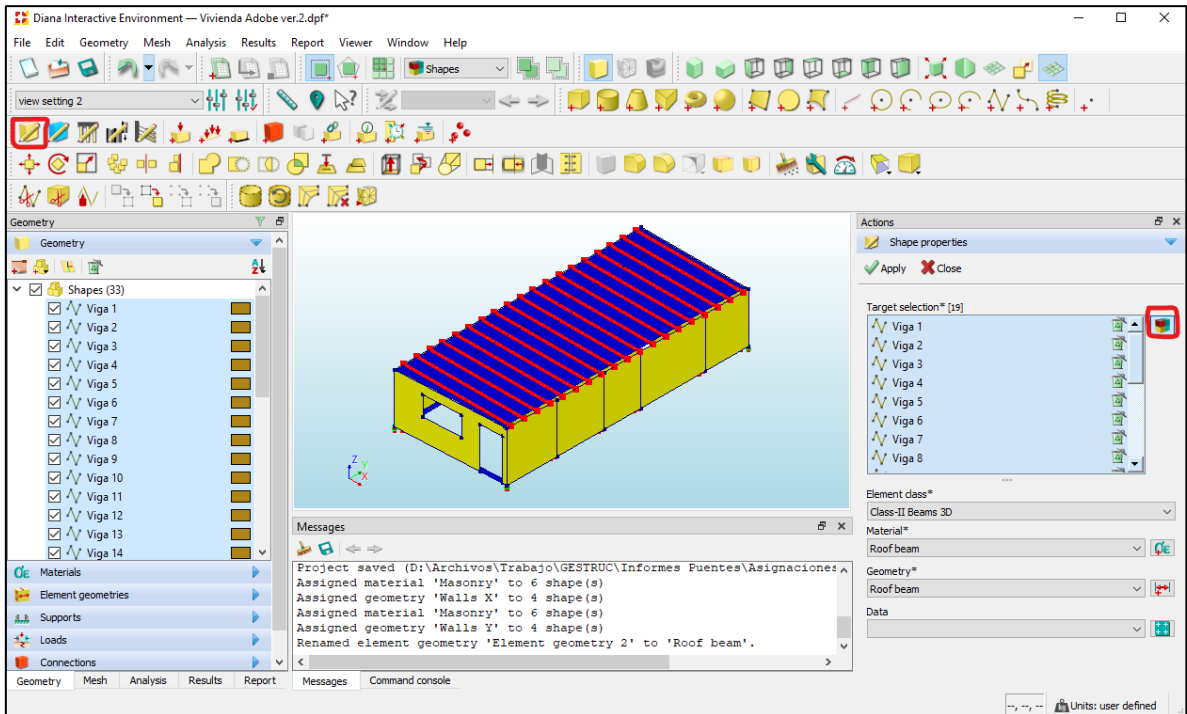 Diana Interactive Environment — Vivienda Adobe ver.2.dpf*
File Edit Geometry Mesh Analysis Results Report Viewer Window Help
Shapes
view setting 2
Geometry
Geometry
Shapes (33)
Viga 1
Viga 2
Viga 3
Viga 4
Viga 5
Viga 6
Viga 7
Viga 8
Viga 9
Viga 10
Viga 11
Viga 12
Viga 13
Viga 14
Materials
Element geometries
Supports
Loads
Connections
Geometry Mesh Analysis Results Report
Z
Y
X
Messages
Project saved (D:\Archivos\Trabajo\GESTRUC\Informes Puentes\Asignaciones
Assigned material 'Masonry' to 6 shape(s)
Assigned geometry 'Walls X' to 4 shape(s)
Assigned material 'Masonry' to 6 shape(s)
Assigned geometry 'Walls Y' to 4 shape(s)
Renamed element geometry 'Element geometry 2' to 'Roof beam'.
Messages Command console
Actions
Shape properties
Apply Close
Target selection* [19]
Viga 1
Viga 2
Viga 3
Viga 4
Viga 5
Viga 6
Viga 7
Viga 8
Element class*
Class-II Beams 3D
Material*
Roof beam
Geometry*
Roof beam
Data
--, --, -- Units: user defined